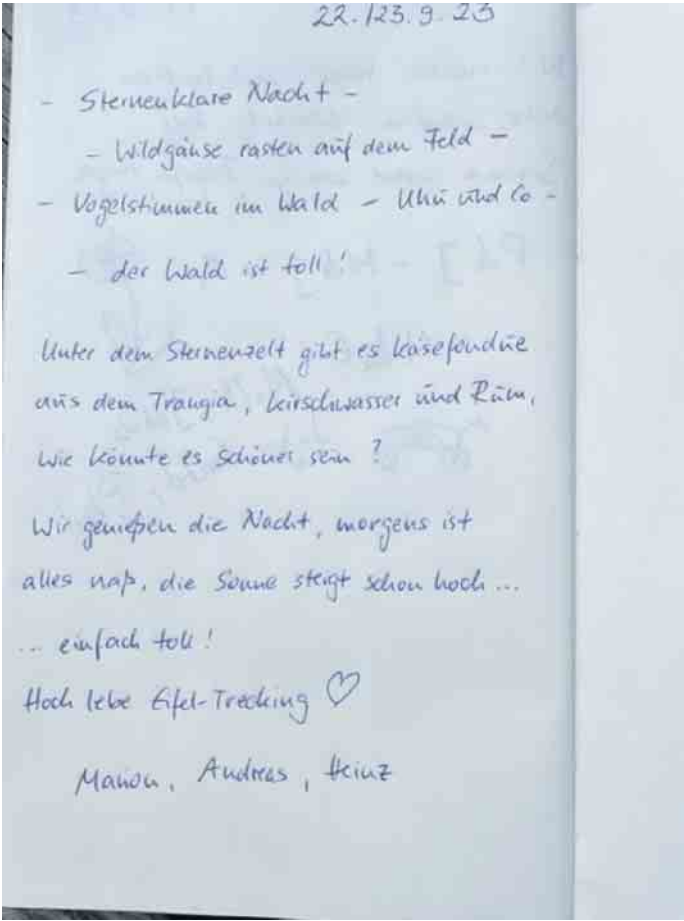 22./23.9.23
- Sternenklare Nacht -
- Wildgänse rasten auf dem Feld -
- Vogelstimmen im Wald - Uhu und Co -
- der Wald ist toll!
Unter dem Sternenzelt gibt es Käsefondue
aus dem Trangia, Kirschwasser und Rum,
wie könnte es schöner sein?
Wir genießen die Nacht, morgens ist
alles naß, die Sonne steigt schon hoch ...
... einfach toll!
Hoch lebe Eifel-Trecking ♡
Marion, Andreas, Heinz